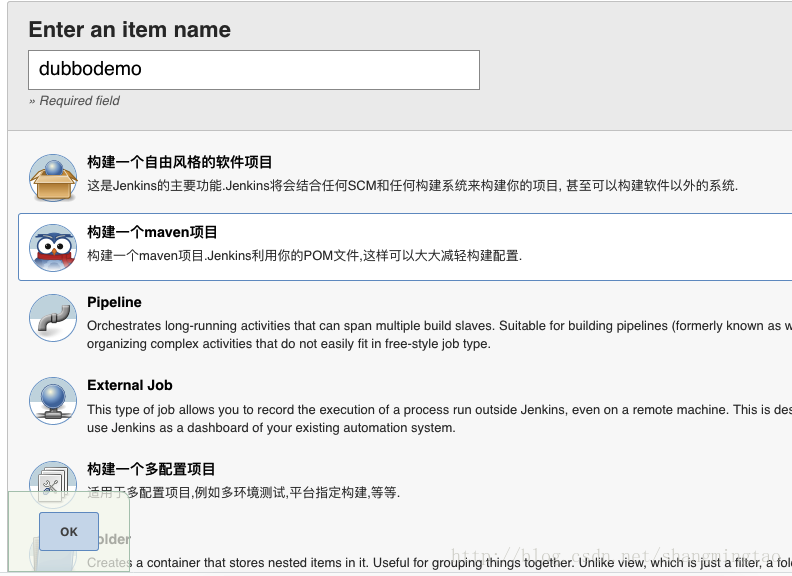 Enter an item name
dubbodemo
» Required field
构建一个自由风格的软件项目
这是Jenkins的主要功能.Jenkins将会结合任何SCM和任何构建系统来构建你的项目, 甚至可以构建软件以外的系统.
构建一个maven项目
构建一个maven项目.Jenkins利用你的POM文件,这样可以大大减轻构建配置.
Pipeline
Orchestrates long-running activities that can span multiple build slaves. Suitable for building pipelines (formerly known as w
organizing complex activities that do not easily fit in free-style job type.
External Job
This type of job allows you to record the execution of a process run outside Jenkins, even on a remote machine. This is des
use Jenkins as a dashboard of your existing automation system.
构建一个多配置项目
适用于多配置项目,例如多环境测试,平台指定构建,等等.
OK
older
Creates a container that stores nested items in it. Useful for grouping things together. Unlike view, which is just a filter, a fol
http://blog.csdn.net/shangmingtao